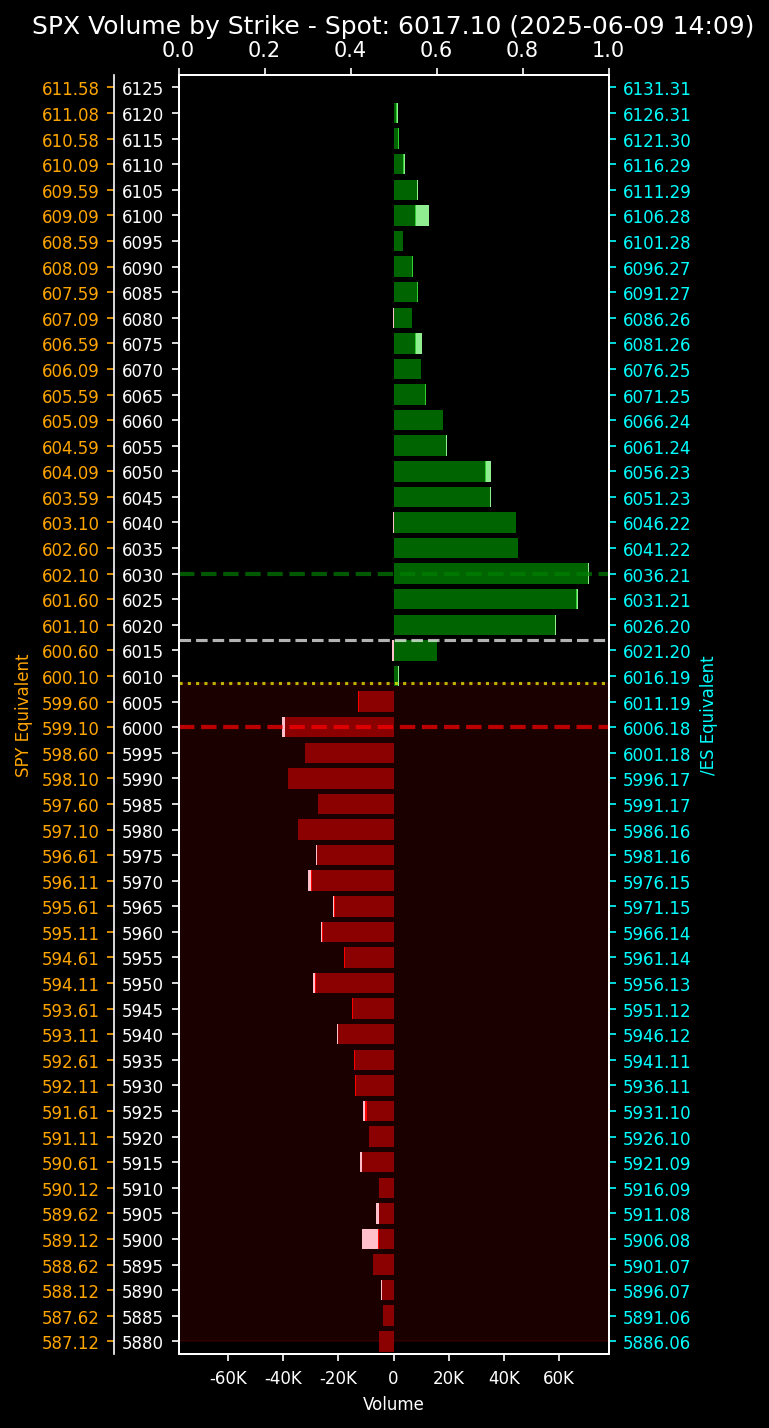 SPX Volume by Strike - Spot: 6017.10 (2025-06-09 14:09)
0.0 0.2 0.4 0.6 0.8 1.0
611.58 6125 6131.31
611.08 6120 6126.31
610.58 6115 6121.30
610.09 6110 6116.29
609.59 6105 6111.29
609.09 6100 6106.28
608.59 6095 6101.28
608.09 6090 6096.27
607.59 6085 6091.27
607.09 6080 6086.26
606.59 6075 6081.26
606.09 6070 6076.25
605.59 6065 6071.25
605.09 6060 6066.24
604.59 6055 6061.24
604.09 6050 6056.23
603.59 6045 6051.23
603.10 6040 6046.22
602.60 6035 6041.22
602.10 6030 6036.21
601.60 6025 6031.21
601.10 6020 6026.20
600.60 6015 6021.20
600.10 6010 6016.19
599.60 6005 6011.19
599.10 6000 6006.18
598.60 5995 6001.18
598.10 5990 5996.17
597.60 5985 5991.17
597.10 5980 5986.16
596.61 5975 5981.16
596.11 5970 5976.15
595.61 5965 5971.15
595.11 5960 5966.14
594.61 5955 5961.14
594.11 5950 5956.13
593.61 5945 5951.12
593.11 5940 5946.12
592.61 5935 5941.11
592.11 5930 5936.11
591.61 5925 5931.10
591.11 5920 5926.10
590.61 5915 5921.09
590.12 5910 5916.09
589.62 5905 5911.08
589.12 5900 5906.08
588.62 5895 5901.07
588.12 5890 5896.07
587.62 5885 5891.06
587.12 5880 5886.06
SPY Equivalent
/ES Equivalent
-60K -40K -20K 0 20K 40K 60K
Volume